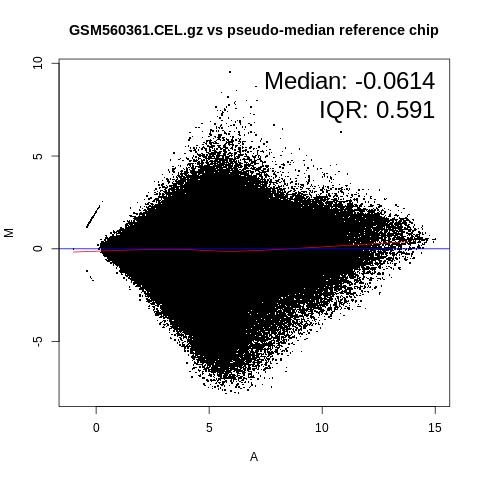 GSM560361.CEL.gz vs pseudo-median reference chip
Median: -0.0614
IQR: 0.591
10
5
0
-5
M
0 5 10 15
A